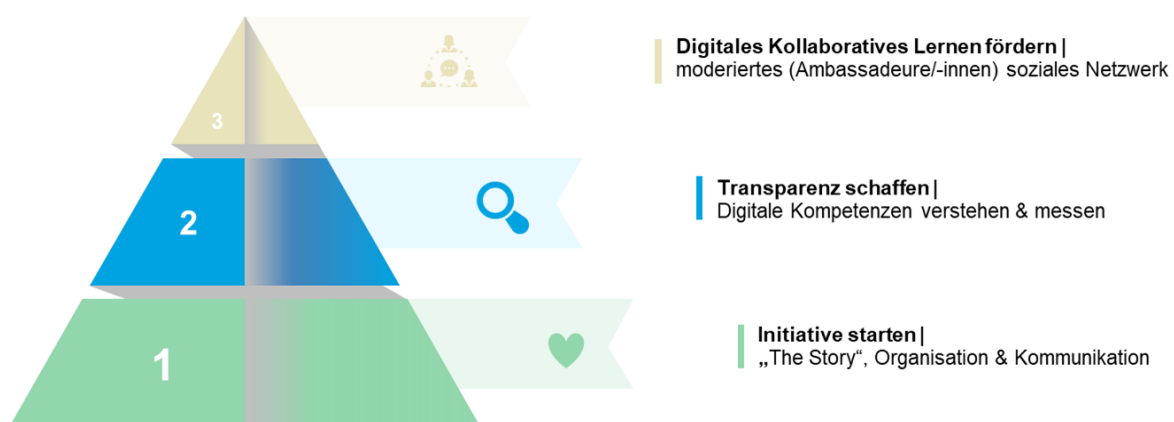 3
Digitales Kollaboratives Lernen fördern |
moderiertes (Ambassadeure/-innen) soziales Netzwerk
2
Transparenz schaffen |
Digitale Kompetenzen verstehen & messen
1
Initiative starten |
„The Story“, Organisation & Kommunikation